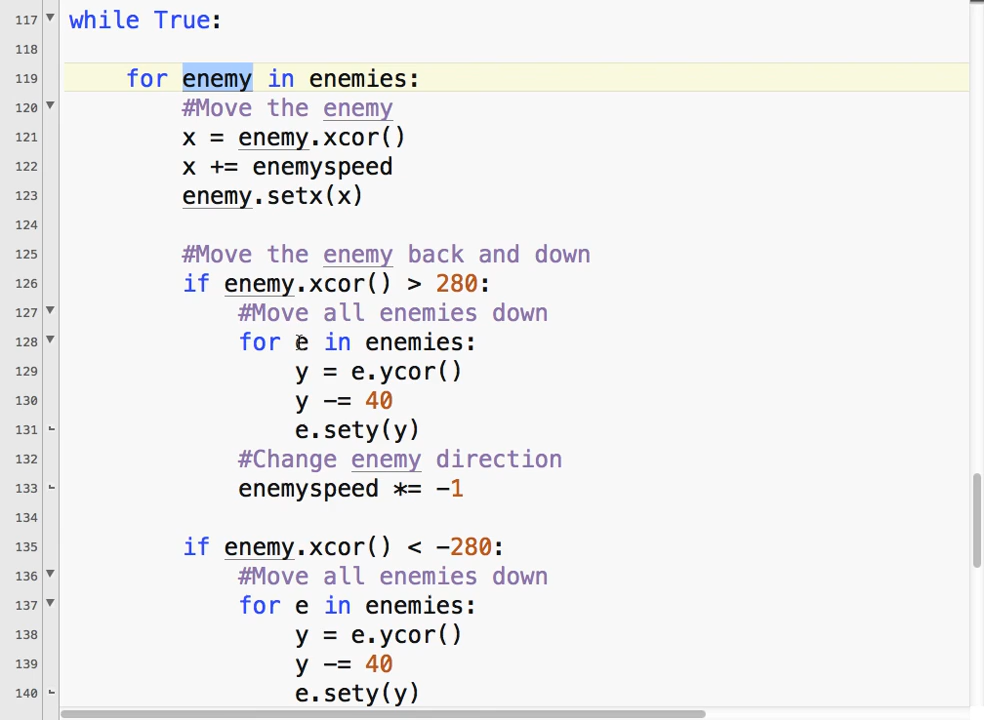 117 while True:
118
119 for enemy in enemies:
120 #Move the enemy
121 x = enemy.xcor()
122 x += enemyspeed
123 enemy.setx(x)
124
125 #Move the enemy back and down
126 if enemy.xcor() > 280:
127 #Move all enemies down
128 for e in enemies:
129 y = e.ycor()
130 y -= 40
131 e.sety(y)
132 #Change enemy direction
133 enemyspeed *= -1
134
135 if enemy.xcor() < -280:
136 #Move all enemies down
137 for e in enemies:
138 y = e.ycor()
139 y -= 40
140 e.sety(y)